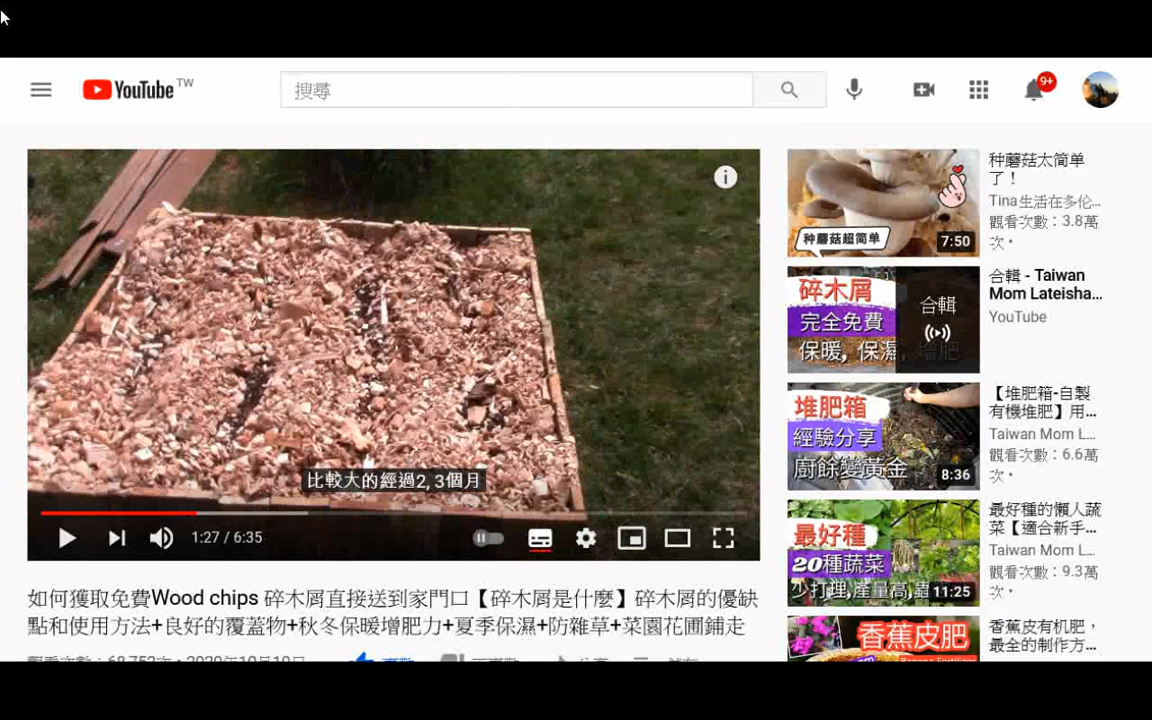 YouTube TW
搜尋
9+
比較大的經過2, 3個月
1:27 / 6:35
如何獲取免費Wood chips 碎木屑直接送到家門口【碎木屑是什麼】碎木屑的優缺
點和使用方法+良好的覆蓋物+秋冬保暖增肥力+夏季保濕+防雜草+菜園花圃鋪走
种蘑菇超简单
7:50
种蘑菇太简单
了！
Tina生活在多伦...
觀看次數：3.8萬
次・
碎木屑
完全免費
保暖, 保濕, 增肥
合輯
合輯 - Taiwan
Mom Lateisha...
YouTube
堆肥箱
經驗分享
廚餘變黃金
8:36
【堆肥箱-自製
有機堆肥】用...
Taiwan Mom L...
觀看次數：6.6萬
次・
最好種
20種蔬菜
少打理,產量高,蟲
11:25
最好種的懶人蔬
菜【適合新手...
Taiwan Mom L...
觀看次數：9.3萬
次・
香蕉皮肥
香蕉皮有机肥，
最全的制作方...